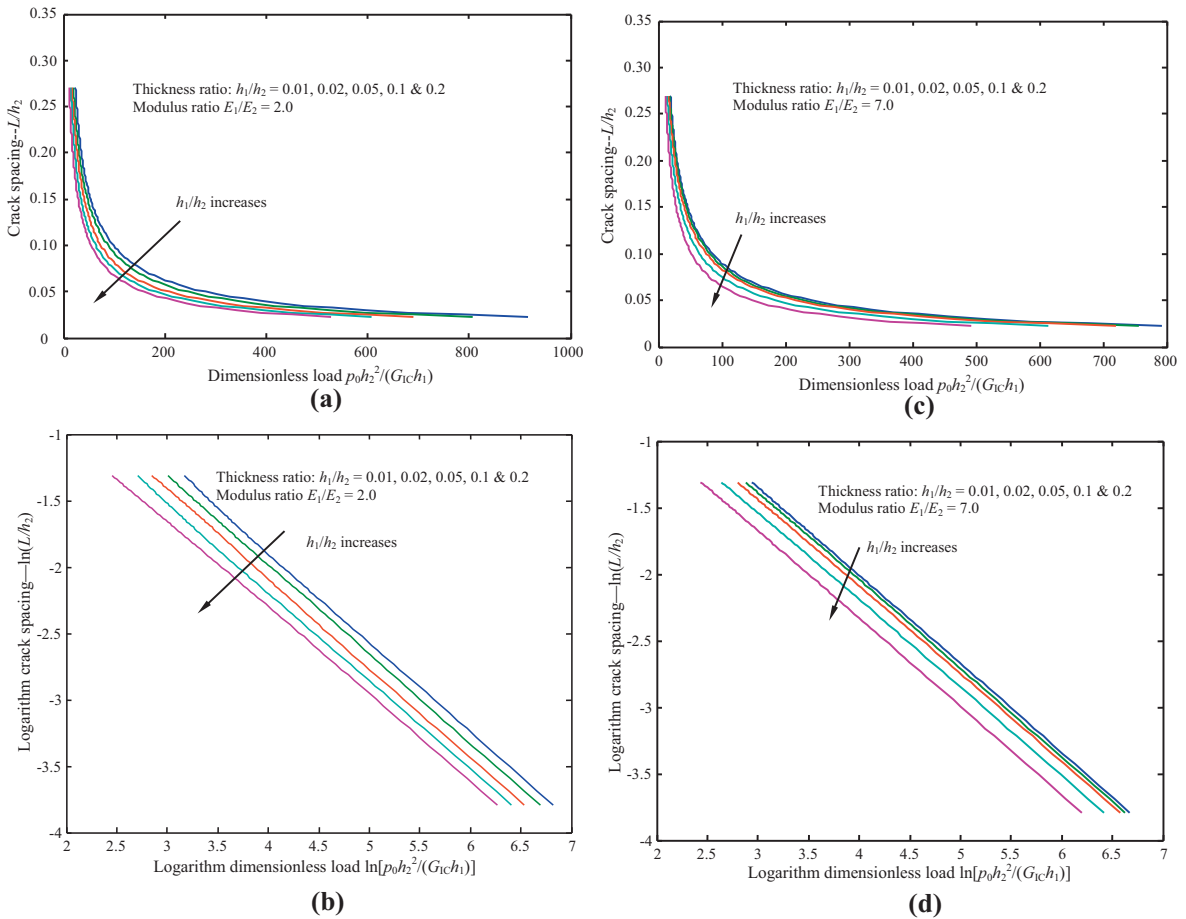 0.35
0.30
0.25
0.20
0.15
0.10
0.05
0
Crack spacing--L/h₂
Thickness ratio: h₁/h₂ = 0.01, 0.02, 0.05, 0.1 & 0.2
Modulus ratio E₁/E₂ = 2.0
h₁/h₂ increases
0 200 400 600 800 1000
Dimensionless load p₀h₂²/(G_ICh₁)
(a)
0.35
0.30
0.25
0.20
0.15
0.10
0.05
0
Crack spacing--L/h₂
Thickness ratio: h₁/h₂ = 0.01, 0.02, 0.05, 0.1 & 0.2
Modulus ratio E₁/E₂ = 7.0
h₁/h₂ increases
0 100 200 300 400 500 600 700 800
Dimensionless load p₀h₂²/(G_ICh₁)
(c)
-1
-1.5
-2
-2.5
-3
-3.5
-4
Logarithm crack spacing—ln(L/h₂)
Thickness ratio: h₁/h₂ = 0.01, 0.02, 0.05, 0.1 & 0.2
Modulus ratio E₁/E₂ = 2.0
h₁/h₂ increases
2 2.5 3 3.5 4 4.5 5 5.5 6 6.5 7
Logarithm dimensionless load ln[p₀h₂²/(G_ICh₁)]
(b)
-1
-1.5
-2
-2.5
-3
-3.5
-4
Logarithm crack spacing—ln(L/h₂)
Thickness ratio: h₁/h₂ = 0.01, 0.02, 0.05, 0.1 & 0.2
Modulus ratio E₁/E₂ = 7.0
h₁/h₂ increases
2 2.5 3 3.5 4 4.5 5 5.5 6 6.5 7
Logarithm dimensionless load ln[p₀h₂²/(G_ICh₁)]
(d)